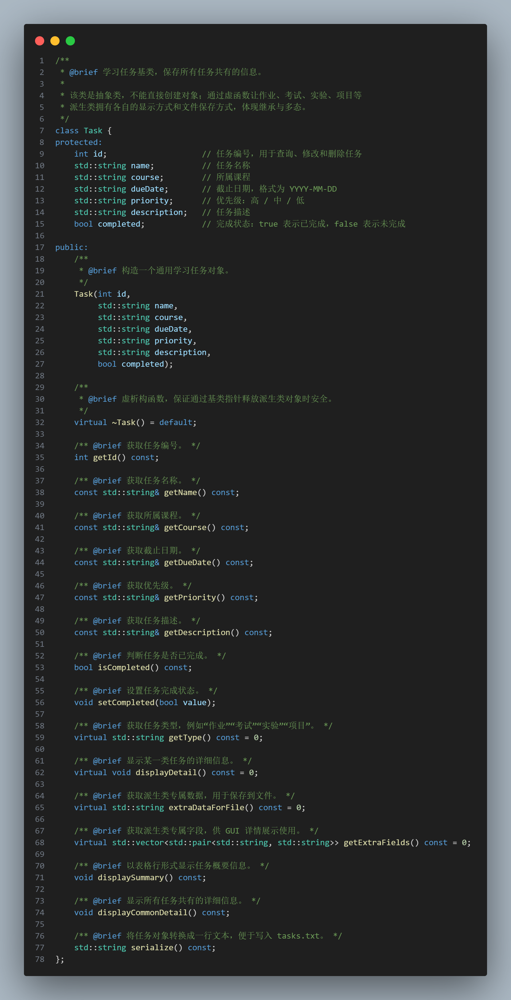 1 /**
2  * @brief 学习任务基类，保存所有任务共有的信息。
3  *
4  * 该类是抽象类，不能直接创建对象；通过虚函数让作业、考试、实验、项目等
5  * 派生类拥有各自的显示方式和文件保存方式，体现继承与多态。
6  */
7 class Task {
8 protected:
9     int id;                    // 任务编号，用于查询、修改和删除任务
10     std::string name;          // 任务名称
11     std::string course;        // 所属课程
12     std::string dueDate;       // 截止日期，格式为 YYYY-MM-DD
13     std::string priority;      // 优先级：高 / 中 / 低
14     std::string description;   // 任务描述
15     bool completed;            // 完成状态：true 表示已完成，false 表示未完成
16
17 public:
18     /**
19      * @brief 构造一个通用学习任务对象。
20      */
21     Task(int id,
22          std::string name,
23          std::string course,
24          std::string dueDate,
25          std::string priority,
26          std::string description,
27          bool completed);
28
29     /**
30      * @brief 虚析构函数，保证通过基类指针释放派生类对象时安全。
31      */
32     virtual ~Task() = default;
33
34     /** @brief 获取任务编号。 */
35     int getId() const;
36
37     /** @brief 获取任务名称。 */
38     const std::string& getName() const;
39
40     /** @brief 获取所属课程。 */
41     const std::string& getCourse() const;
42
43     /** @brief 获取截止日期。 */
44     const std::string& getDueDate() const;
45
46     /** @brief 获取优先级。 */
47     const std::string& getPriority() const;
48
49     /** @brief 获取任务描述。 */
50     const std::string& getDescription() const;
51
52     /** @brief 判断任务是否已完成。 */
53     bool isCompleted() const;
54
55     /** @brief 设置任务完成状态。 */
56     void setCompleted(bool value);
57
58     /** @brief 获取任务类型，例如“作业”“考试”“实验”“项目”。 */
59     virtual std::string getType() const = 0;
60
61     /** @brief 显示某一类任务的详细信息。 */
62     virtual void displayDetail() const = 0;
63
64     /** @brief 获取派生类专属数据，用于保存到文件。 */
65     virtual std::string extraDataForFile() const = 0;
66
67     /** @brief 获取派生类专属字段，供 GUI 详情展示使用。 */
68     virtual std::vector<std::pair<std::string, std::string>> getExtraFields() const = 0;
69
70     /** @brief 以表格行形式显示任务概要信息。 */
71     void displaySummary() const;
72
73     /** @brief 显示所有任务共有的详细信息。 */
74     void displayCommonDetail() const;
75
76     /** @brief 将任务对象转换成一行文本，便于写入 tasks.txt。 */
77     std::string serialize() const;
78 };